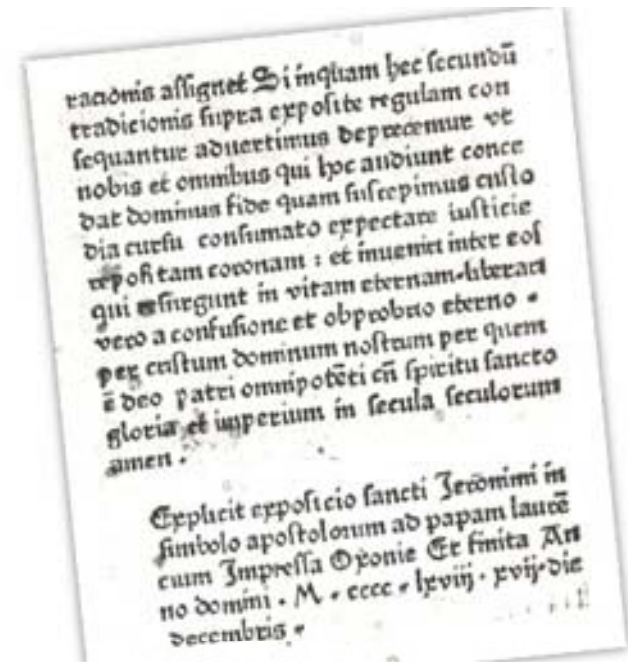 racionis assignet Si inquam hec secundū
tradicionis supra exposite regulam con
sequantur aduertimus deprecemur vt
nobis et omnibus qui hoc audiunt conce
dat dominus fide quam suscepimus custo
dia cursu consumato expectare iusticie
repositam coronam : et inueniri inter eos
qui resurgunt in vitam eternam·liberari
vero a confusione et obprobrio eterno ·
per cristum dominum nostrum per quem
ē deo patri omnipotēti cū spiritu sancto
gloria et imperium in secula seculorum
amen ·
Explicit exposicio sancti Jeronimi in
simbolo apostolorum ad papam laurē
cium Impressa Oxonie Et finita An
no domini · M · cccc · lxviij · xvij·die
decembris ·